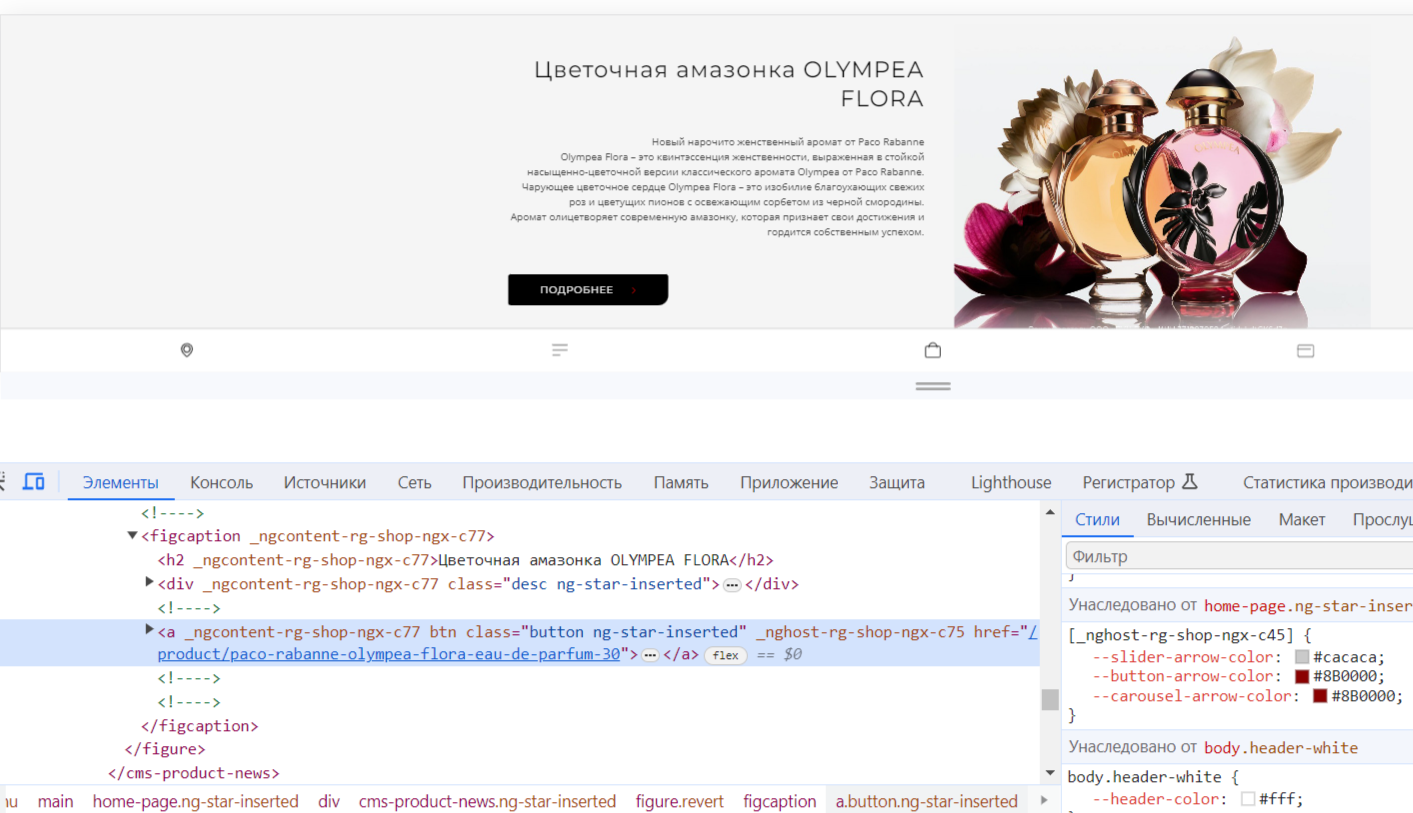 Цветочная амазонка OLYMPEA
FLORA
Новый нарочито женственный аромат от Paco Rabanne
Olympea Flora – это квинтэссенция женственности, выраженная в стойкой
насыщенно-цветочной версии классического аромата Olympea от Paco Rabanne.
Чарующее цветочное сердце Olympea Flora – это изобилие благоухающих свежих
роз и цветущих пионов с освежающим сорбетом из черной смородины.
Аромат олицетворяет современную амазонку, которая признает свои достижения и
гордится собственным успехом.
ПОДРОБНЕЕ
Элементы Консоль Источники Сеть Производительность Память Приложение Защита Lighthouse Регистратор Статистика производи
<!---->
<figcaption _ngcontent-rg-shop-ngx-c77>
<h2 _ngcontent-rg-shop-ngx-c77>Цветочная амазонка OLYMPEA FLORA</h2>
<div _ngcontent-rg-shop-ngx-c77 class="desc ng-star-inserted">…</div>
<!---->
<a _ngcontent-rg-shop-ngx-c77 btn class="button ng-star-inserted" _nghost-rg-shop-ngx-c75 href="/
product/paco-rabanne-olympea-flora-eau-de-parfum-30">…</a> flex == $0
<!---->
<!---->
</figcaption>
</figure>
</cms-product-news>
nu main home-page.ng-star-inserted div cms-product-news.ng-star-inserted figure.revert figcaption a.button.ng-star-inserted
Стили Вычисленные Макет Прослуш
Фильтр
}
Унаследовано от home-page.ng-star-inser
[_nghost-rg-shop-ngx-c45] {
--slider-arrow-color: #cacaca;
--button-arrow-color: #8B0000;
--carousel-arrow-color: #8B0000;
}
Унаследовано от body.header-white
body.header-white {
--header-color: #fff;